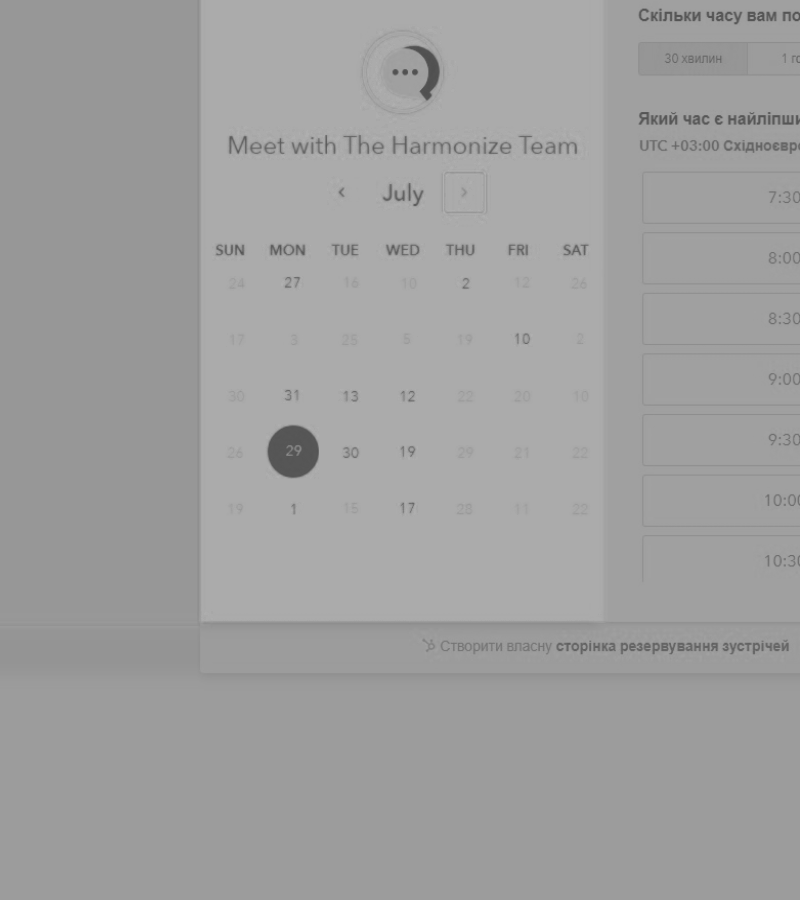 Meet with The Harmonize Team
July
SUN MON TUE WED THU FRI SAT
24 27 16 10 2 12 26
17 3 25 5 19 10 2
30 31 13 12 22 20 10
26 29 30 19 29 21 22
19 1 15 17 28 11 22
Скільки часу вам по
30 хвилин 1 го
Який час є найліпши
UTC +03:00 Східноєвро
7:30
8:00
8:30
9:00
9:30
10:00
10:30
Створити власну сторінка резервування зустрічей